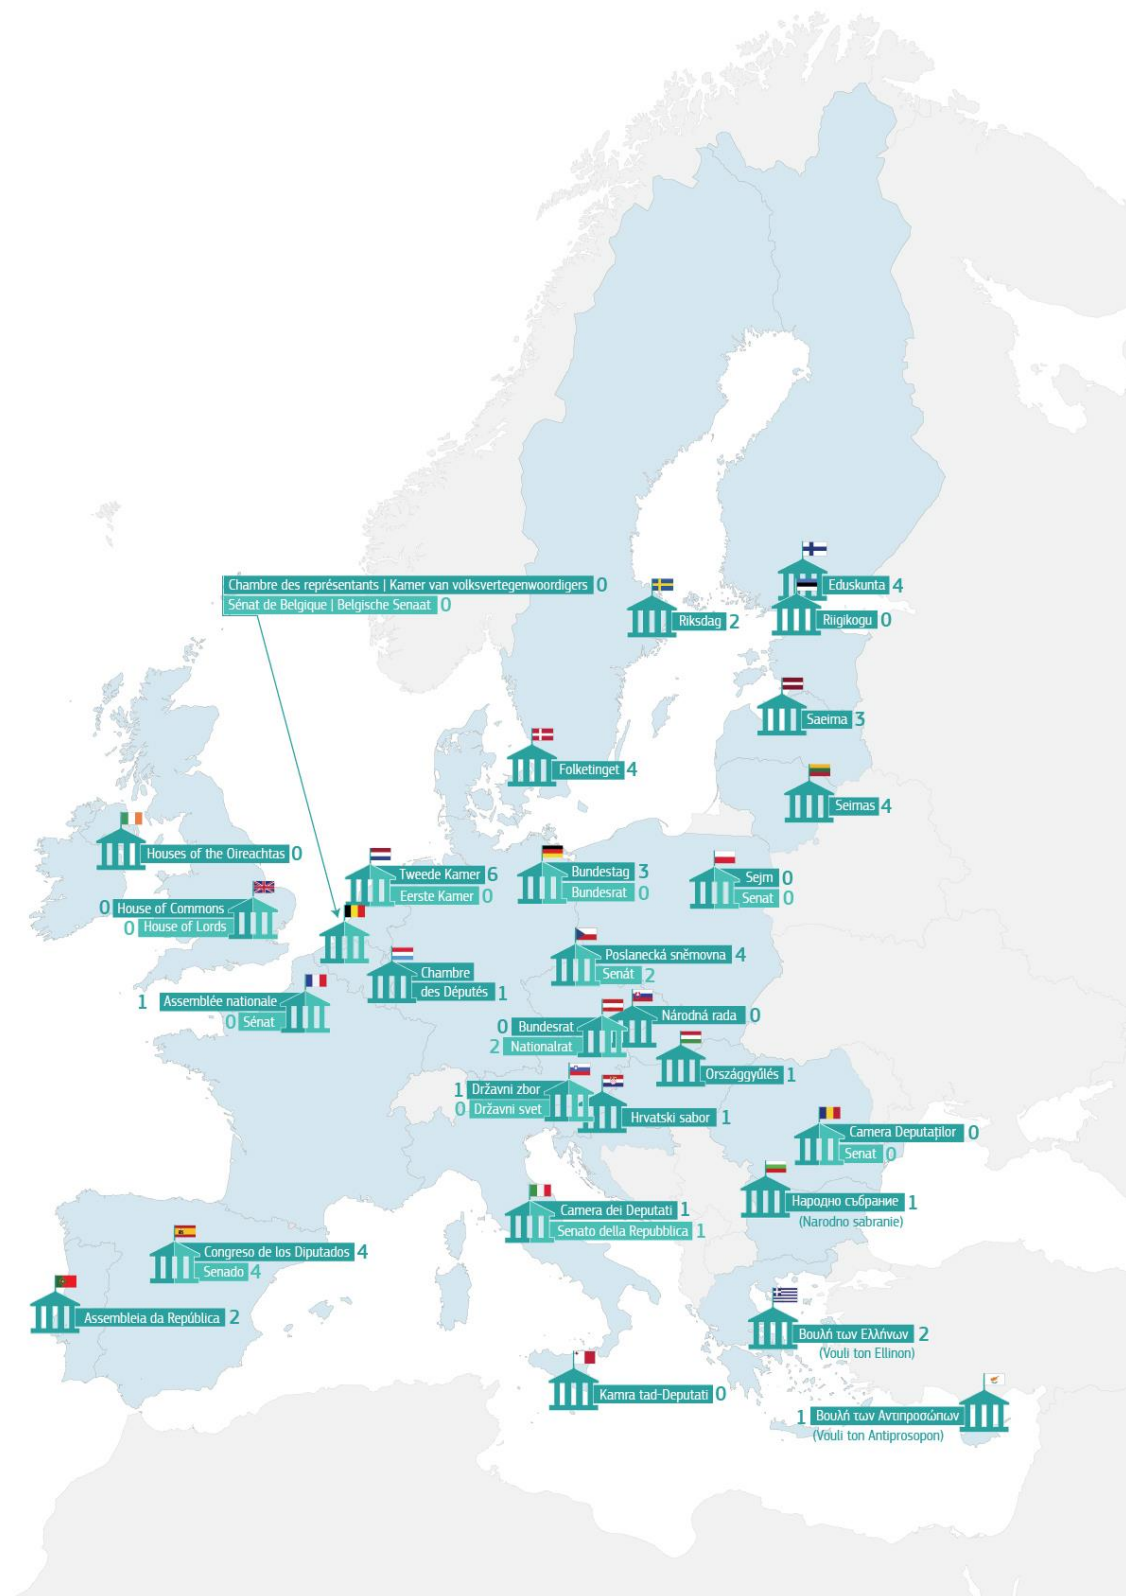 Chambre des représentants | Kamer van volksvertegenwoordigers 0
Sénat de Belgique | Belgische Senaat 0
Eduskunta 4
Riksdag 2
Riigikogu 0
Saeima 3
Folketinget 4
Seimas 4
Houses of the Oireachtas 0
Tweede Kamer 6
Eerste Kamer 0
Bundestag 3
Bundesrat 0
Sejm 0
Senat 0
0 House of Commons
0 House of Lords
Poslanecká sněmovna 4
Senát 2
Chambre
des Députés 1
1 Assemblée nationale
0 Sénat
Národná rada 0
0 Bundesrat
2 Nationalrat
Országgyűlés 1
1 Državni zbor
0 Državni svet
Hrvatski sabor 1
Camera Deputaților 0
Senat 0
Народно събрание 1
(Narodno sabranie)
Camera dei Deputati 1
Senato della Repubblica 1
Congreso de los Diputados 4
Senado 4
Assembleia da República 2
Βουλή των Ελλήνων 2
(Vouli ton Ellinon)
Kamra tad-Deputati 0
1 Βουλή των Αντιπροσώπων
(Vouli ton Antiprosopon)